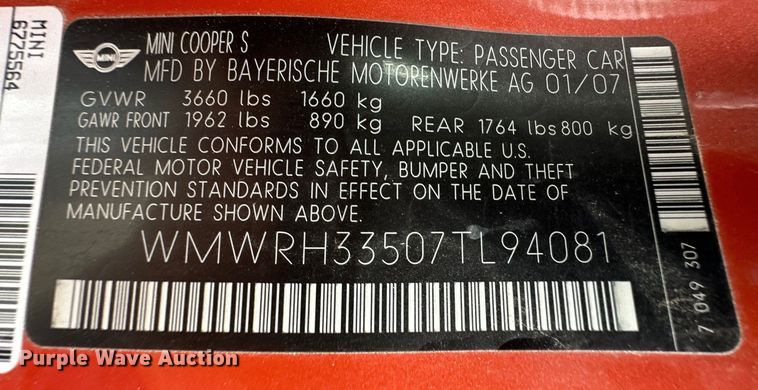 MINI
6775564
MINI
MINI COOPER S VEHICLE TYPE: PASSENGER CAR
MFD BY BAYERISCHE MOTORENWERKE AG 01/07
GVWR 3660 lbs 1660 kg
GAWR FRONT 1962 lbs 890 kg REAR 1764 lbs 800 kg
THIS VEHICLE CONFORMS TO ALL APPLICABLE U.S.
FEDERAL MOTOR VEHICLE SAFETY, BUMPER AND THEFT
PREVENTION STANDARDS IN EFFECT ON THE DATE OF
MANUFACTURE SHOWN ABOVE.
WMWRH33507TL94081
7 049 307
Purple Wave Auction